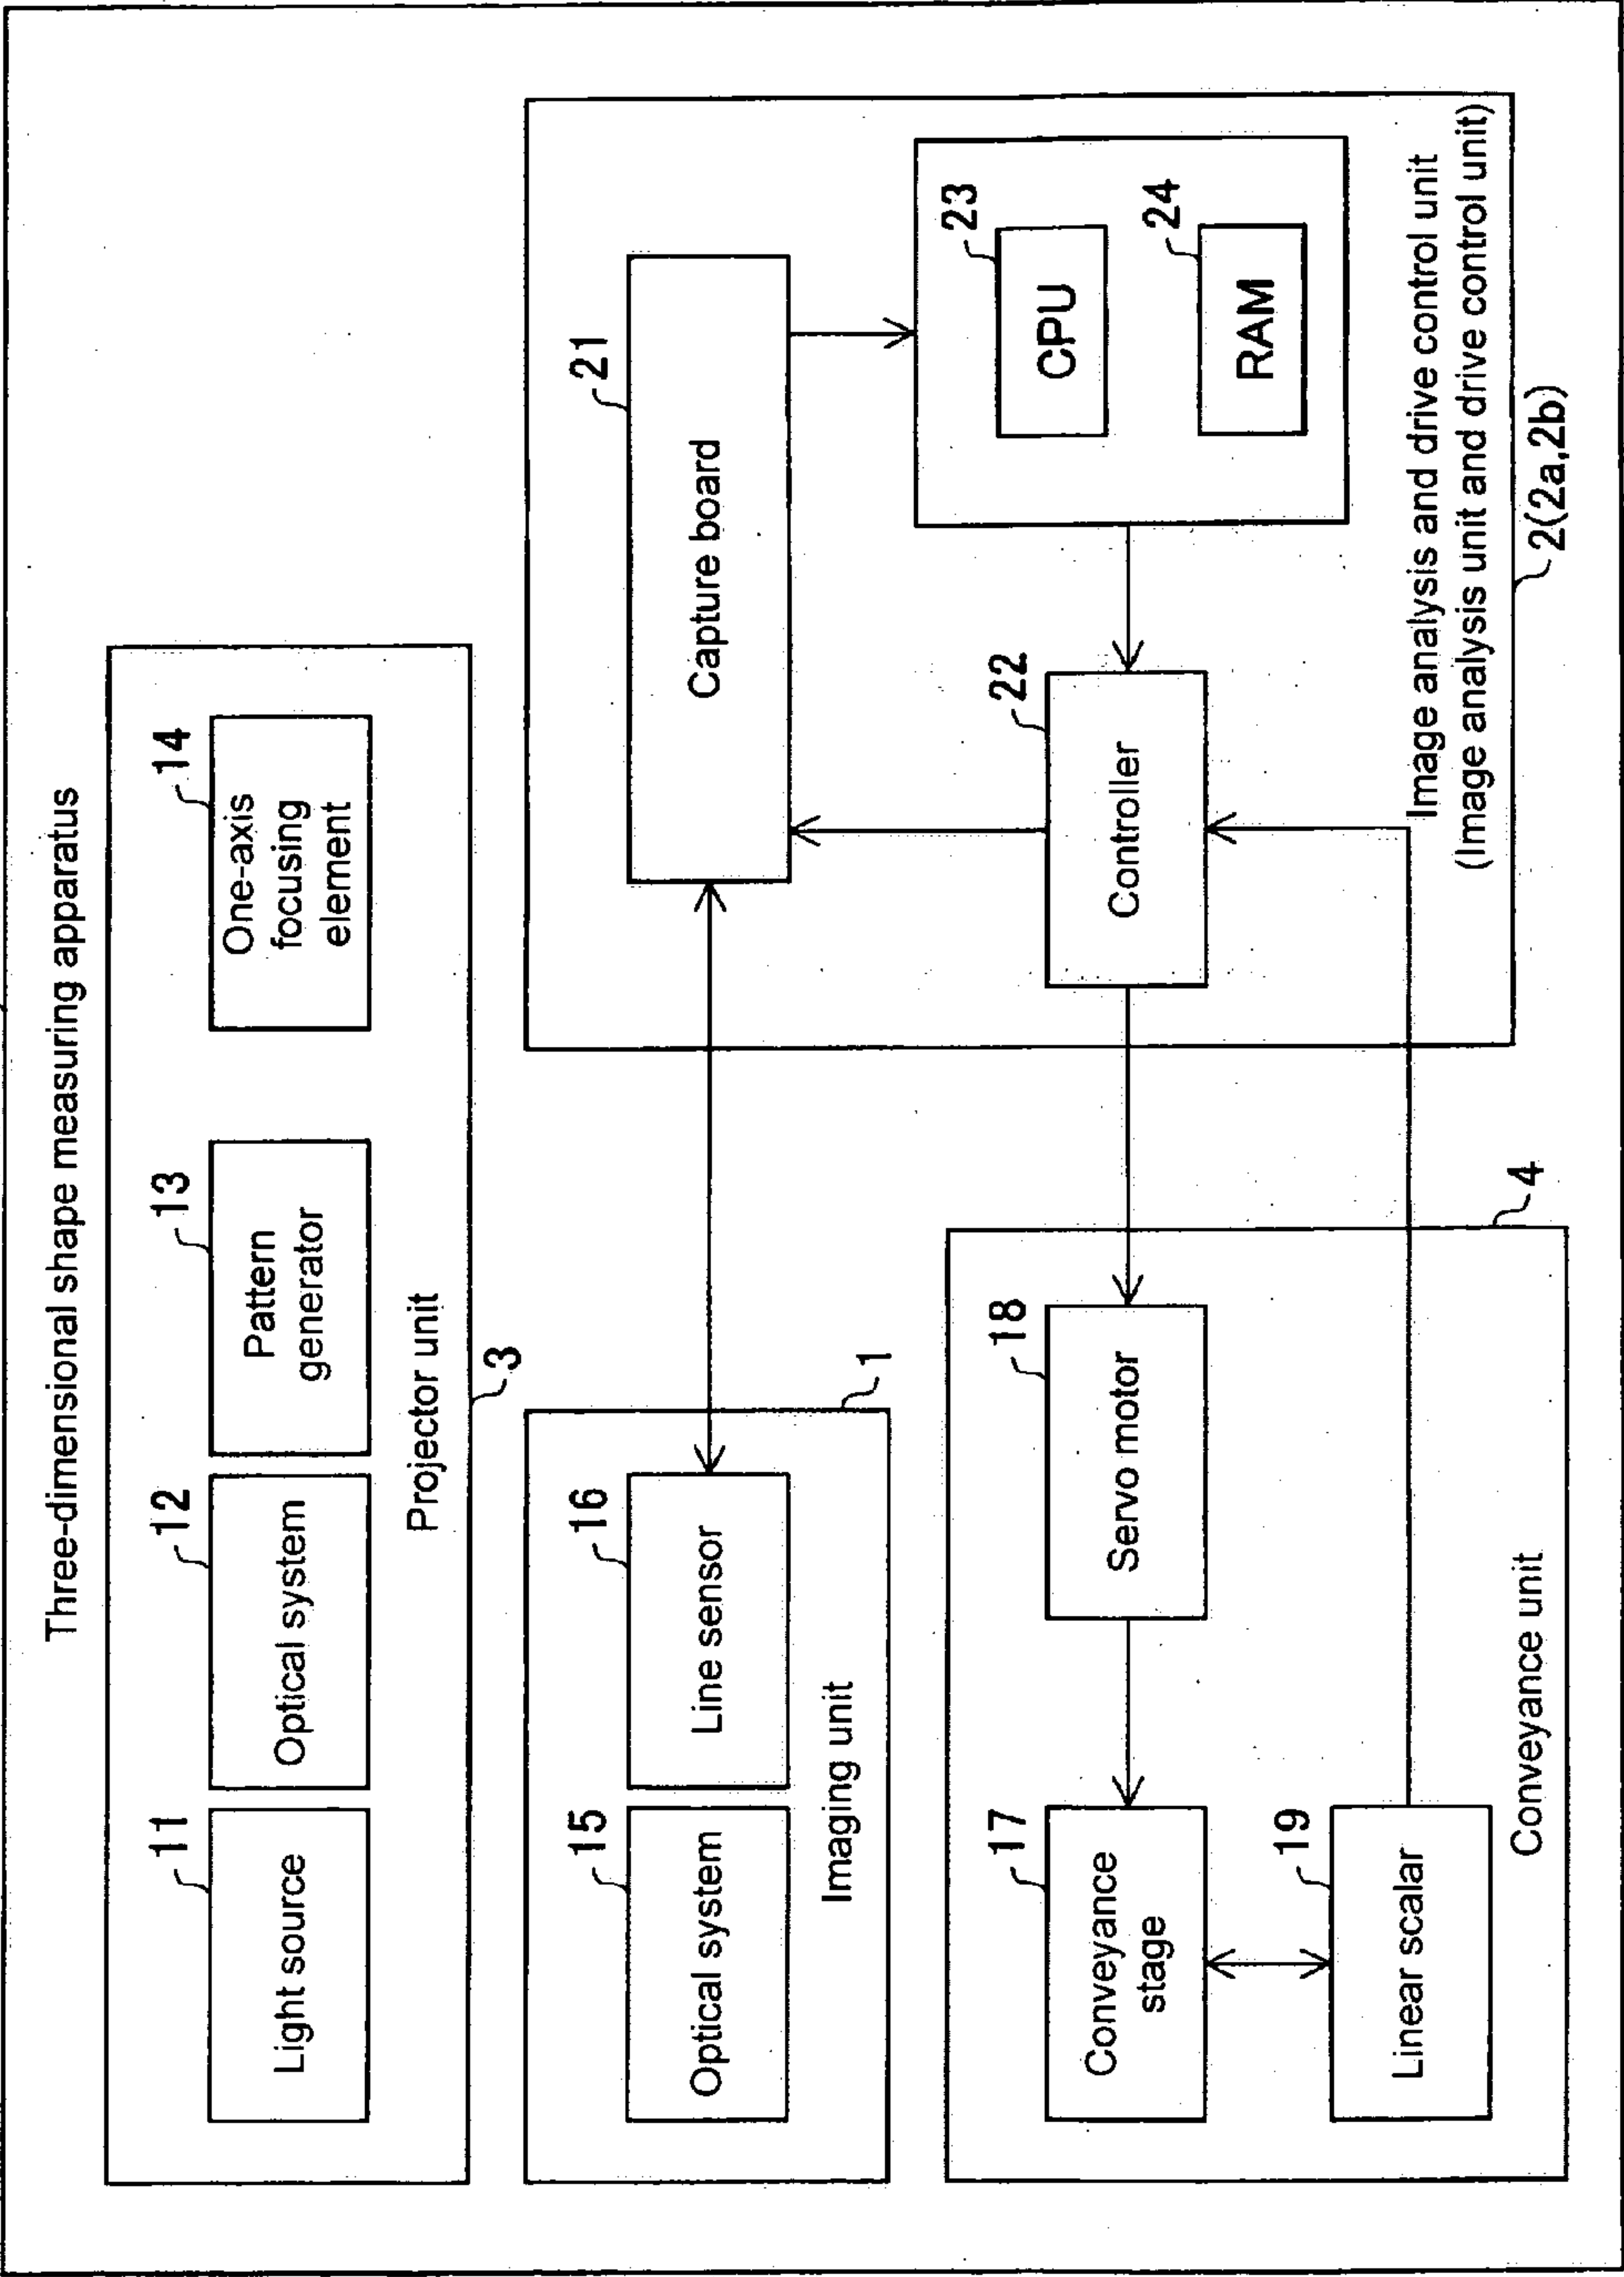 Three-dimensional shape measuring apparatus
11
12
13
14
Light source
Optical system
Pattern
generator
One-axis
focusing
element
Projector unit
3
15
16
Optical system
Line sensor
Imaging unit
1
21
Capture board
23
CPU
24
RAM
22
Controller
Image analysis and drive control unit
(Image analysis unit and drive control unit)
2(2a,2b)
17
18
Conveyance
stage
Servo motor
19
Linear scalar
Conveyance unit
4